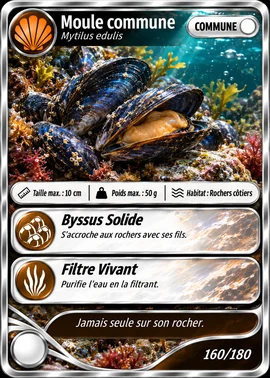 Moule commune
COMMUNE
Mytilus edulis
Taille max. : 10 cm
Poids max. : 50 g
Habitat : Rochers côtiers
Byssus Solide
S'accroche aux rochers avec ses fils.
Filtre Vivant
Purifie l'eau en la filtrant.
Jamais seule sur son rocher.
160/180